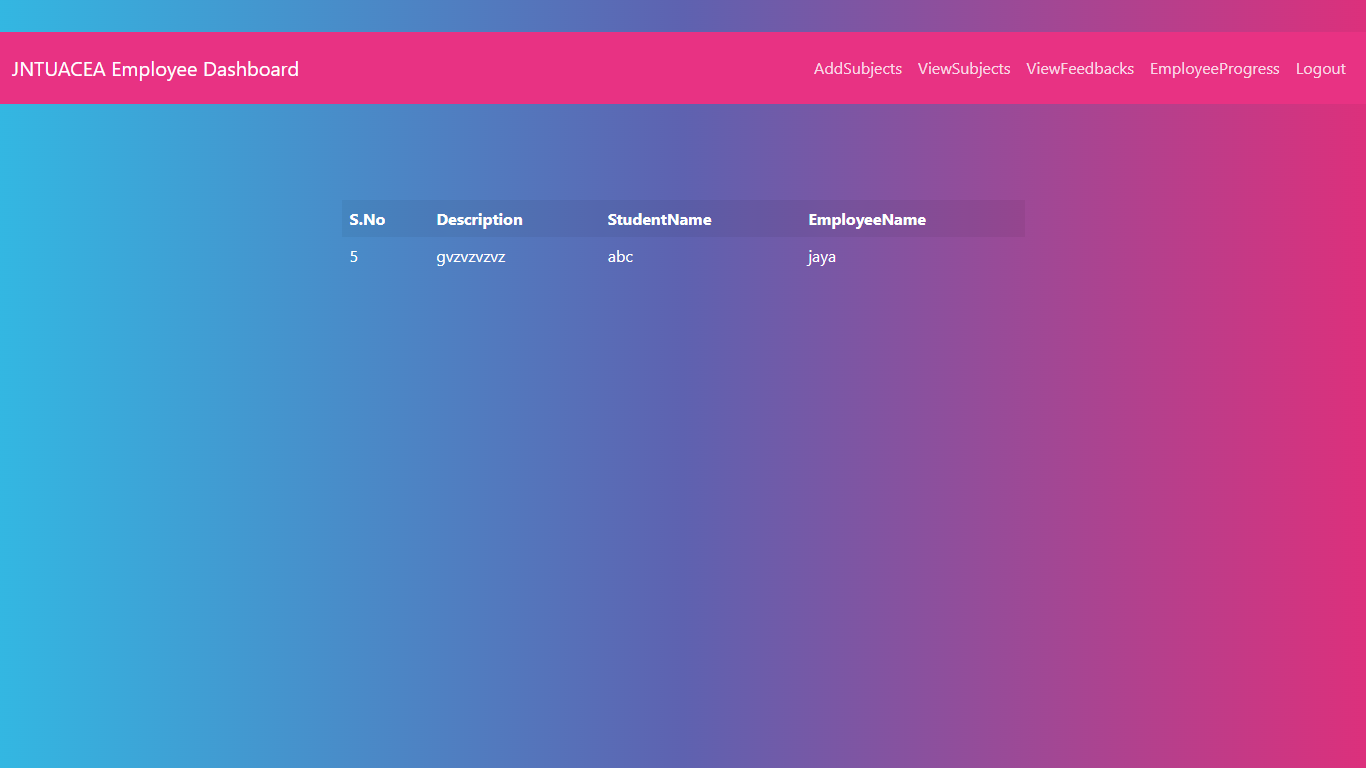 JNTUACEA Employee Dashboard AddSubjects ViewSubjects ViewFeedbacks EmployeeProgress Logout
S.No Description StudentName EmployeeName
5 gvzvzvzvz abc jaya